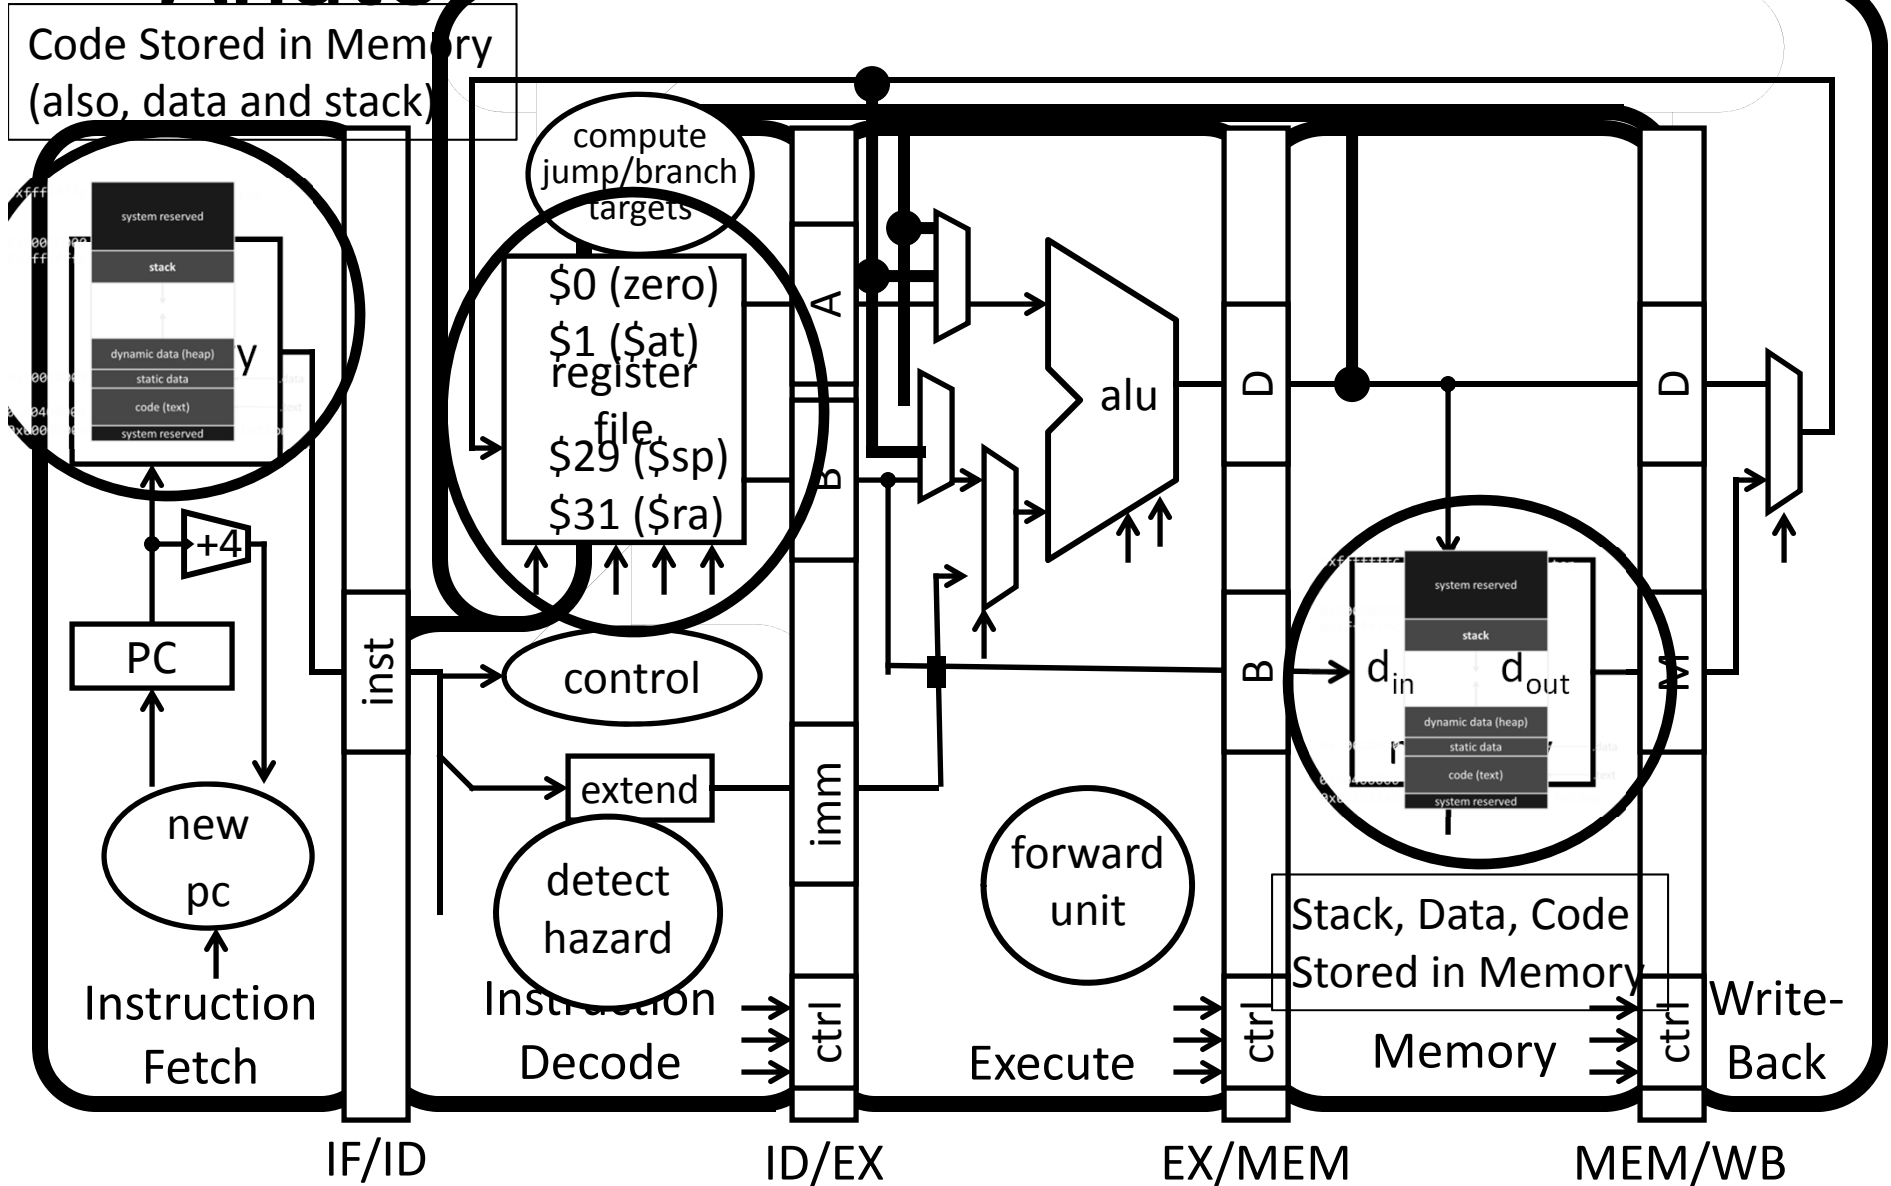 Code Stored in Memory
(also, data and stack)
compute
jump/branch
targets
system reserved
stack
dynamic data (heap)
static data
code (text)
system reserved
y
$0 (zero)
$1 ($at)
register
file
$29 ($sp)
$31 ($ra)
A
B
alu
D
D
+4
PC
inst
control
B
system reserved
stack
d_in
d_out
M
dynamic data (heap)
static data
code (text)
system reserved
extend
imm
new
pc
detect
hazard
forward
unit
Stack, Data, Code
Stored in Memory
Instruction
Fetch
Instruction
Decode
ctrl
Execute
ctrl
Memory
ctrl
Write-
Back
IF/ID
ID/EX
EX/MEM
MEM/WB